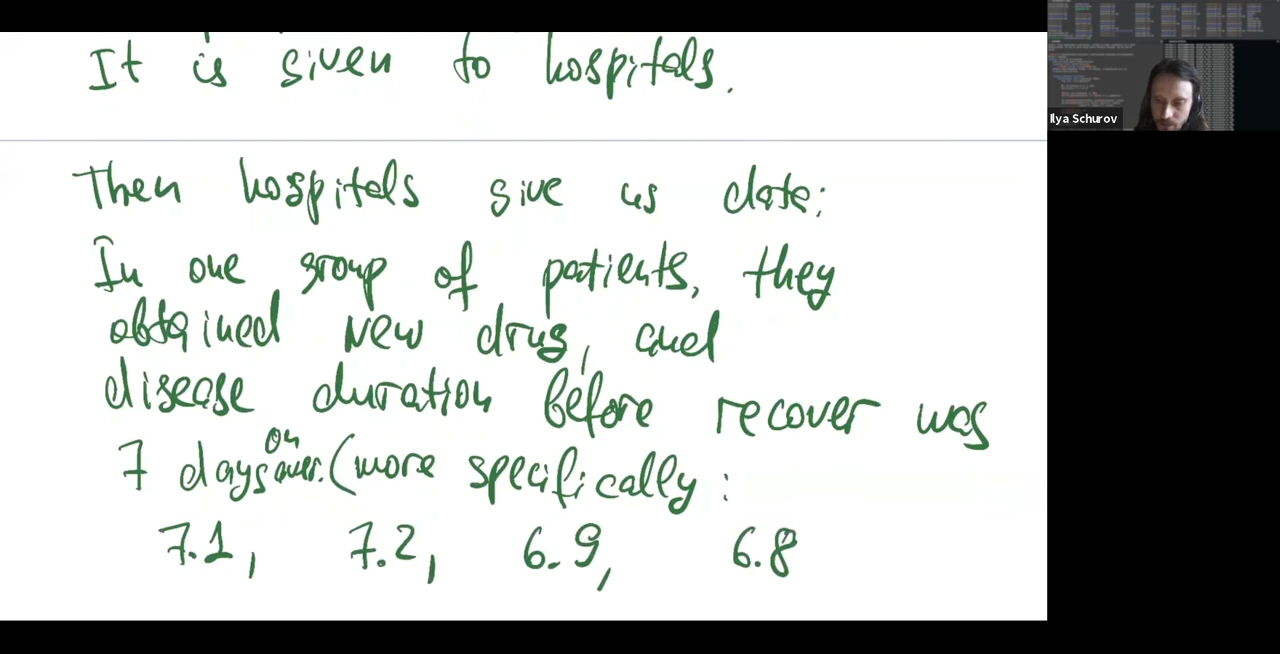 It is given to hospitals.
Then hospitals give us data:
In one group of patients, they
obtained new drug, and
disease duration before recover was
7 days on aver. (more specifically:
7.1, 7.2, 6.9, 6.8
Ilya Schurov